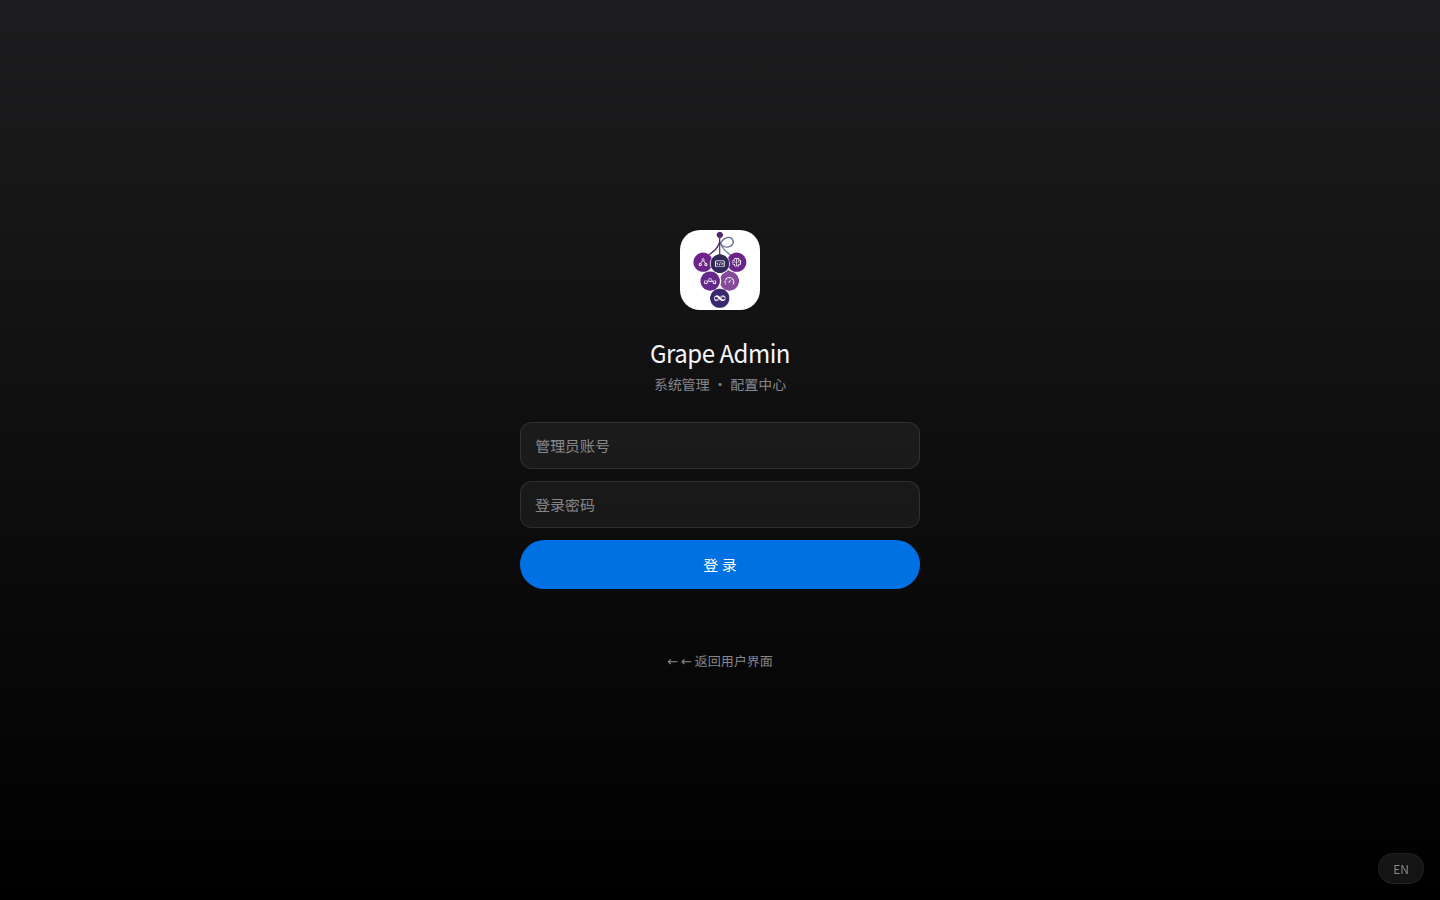 Grape Admin
系统管理 • 配置中心
管理员账号
登录密码
登 录
← ← 返回用户界面
EN